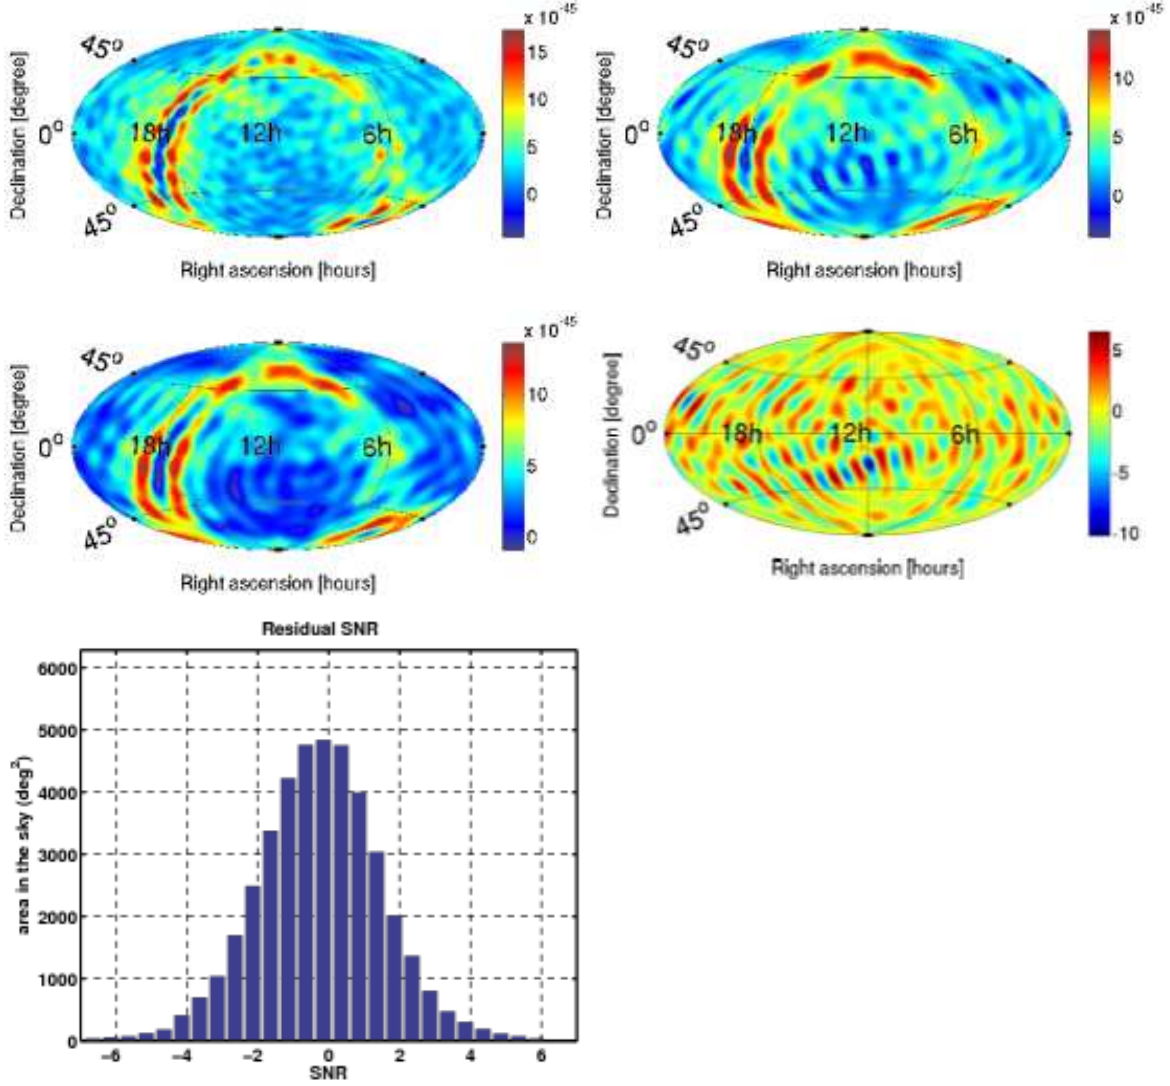 x 10^-45
45°
15
10
5
0
Declination [degree]
0°
18h
12h
6h
45°
Right ascension [hours]
x 10^-45
45°
10
5
0
Declination [degree]
0°
18h
12h
6h
45°
Right ascension [hours]
x 10^-45
45°
10
5
0
Declination [degree]
0°
18h
12h
6h
45°
Right ascension [hours]
45°
5
0
-5
-10
Declination [degree]
0°
18h
12h
6h
45°
Right ascension [hours]
Residual SNR
6000
5000
4000
3000
2000
1000
0
area in the sky (deg²)
−6 −4 −2 0 2 4 6
SNR